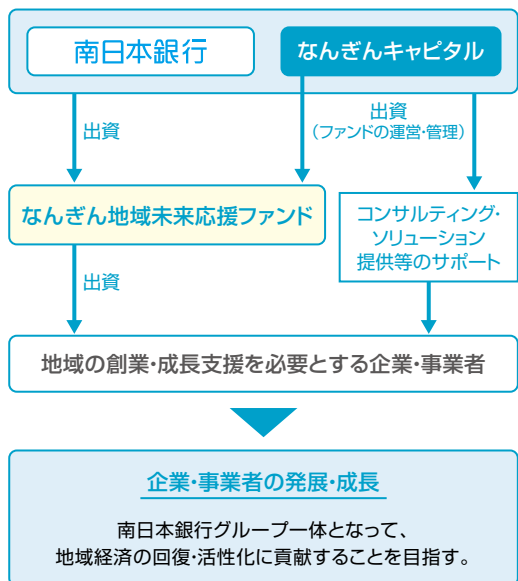 南日本銀行
なんぎんキャピタル
出資
出資
（ファンドの運営・管理）
なんぎん地域未来応援ファンド
コンサルティング・
ソリューション
提供等のサポート
出資
地域の創業・成長支援を必要とする企業・事業者
企業・事業者の発展・成長
南日本銀行グループ一体となって、
地域経済の回復・活性化に貢献することを目指す。